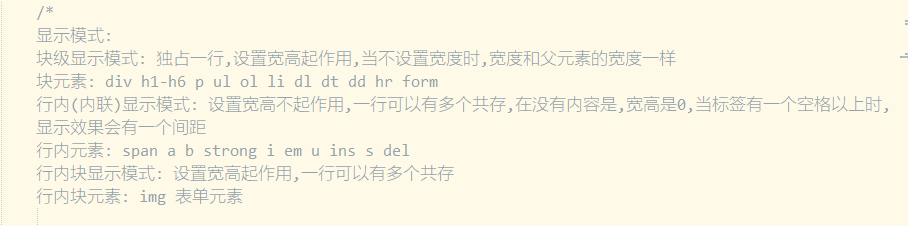 /*
显示模式:
块级显示模式: 独占一行,设置宽高起作用,当不设置宽度时,宽度和父元素的宽度一样
块元素: div h1-h6 p ul ol li dl dt dd hr form
行内(内联)显示模式: 设置宽高不起作用,一行可以有多个共存,在没有内容是,宽高是0,当标签有一个空格以上时,
显示效果会有一个间距
行内元素: span a b strong i em u ins s del
行内块显示模式: 设置宽高起作用,一行可以有多个共存
行内块元素: img 表单元素